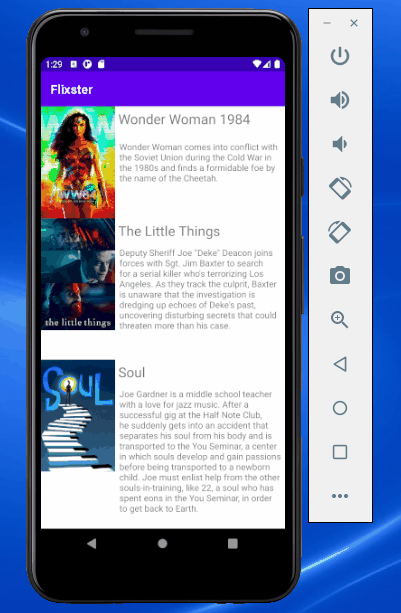 1:29
Flixster
WW84
Wonder Woman 1984
Wonder Woman comes into conflict with
the Soviet Union during the Cold War in
the 1980s and finds a formidable foe by
the name of the Cheetah.
the little things
The Little Things
Deputy Sheriff Joe "Deke" Deacon joins
forces with Sgt. Jim Baxter to search
for a serial killer who's terrorizing Los
Angeles. As they track the culprit, Baxter
is unaware that the investigation is
dredging up echoes of Deke's past,
uncovering disturbing secrets that could
threaten more than his case.
SOUL
Soul
Joe Gardner is a middle school teacher
with a love for jazz music. After a
successful gig at the Half Note Club,
he suddenly gets into an accident that
separates his soul from his body and is
transported to the You Seminar, a center
in which souls develop and gain passions
before being transported to a newborn
child. Joe must enlist help from the other
souls-in-training, like 22, a soul who has
spent eons in the You Seminar, in order
to get back to Earth.